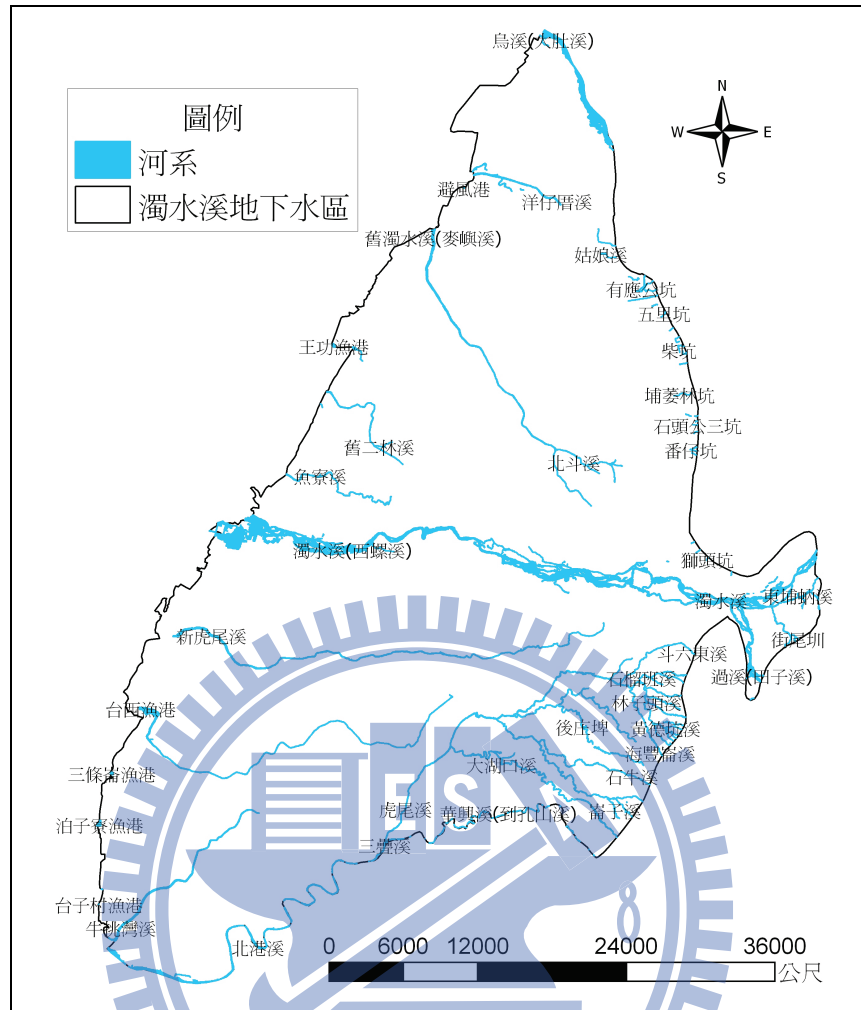 烏溪(大肚溪)
圖例
河系
濁水溪地下水區
N
W
E
S
避風港
洋仔厝溪
舊濁水溪(麥嶼溪)
姑娘溪
有應公坑
五里坑
王功漁港
柴坑
埔菱林坑
石頭公三坑
舊二林溪
番仔坑
北斗溪
魚寮溪
濁水溪(西螺溪)
獅頭坑
濁水溪
東埔蚋溪
新虎尾溪
街尾圳
斗六東溪
過溪(田子溪)
石榴班溪
林子頭溪
台西漁港
後庄埤
黃德坑溪
海豐崙溪
大湖口溪
石牛溪
三條崙漁港
虎尾溪
華興溪(到孔山溪)
崙子溪
泊子寮漁港
三疊溪
台子村漁港
牛桃灣溪
北港溪
0 6000 12000 24000 36000
公尺